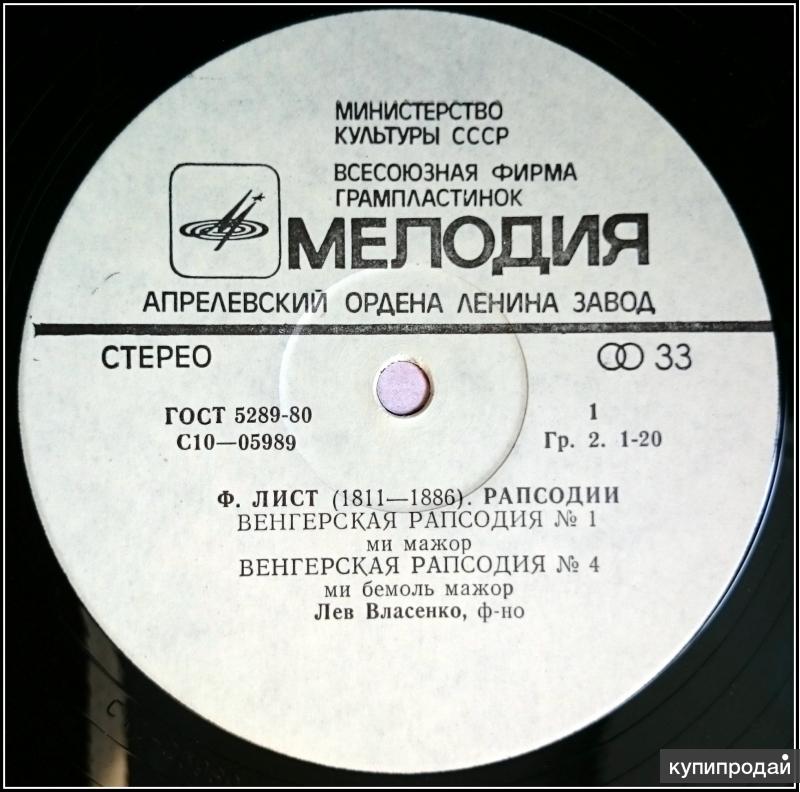 МИНИСТЕРСТВО
КУЛЬТУРЫ СССР
ВСЕСОЮЗНАЯ ФИРМА
ГРАМПЛАСТИНОК
МЕЛОДИЯ
АПРЕЛЕВСКИЙ ОРДЕНА ЛЕНИНА ЗАВОД
СТЕРЕО 33
ГОСТ 5289-80 1
С10—05989 Гр. 2. 1-20
Ф. ЛИСТ (1811—1886). РАПСОДИИ
ВЕНГЕРСКАЯ РАПСОДИЯ № 1
ми мажор
ВЕНГЕРСКАЯ РАПСОДИЯ № 4
ми бемоль мажор
Лев Власенко, ф-но
купипродай